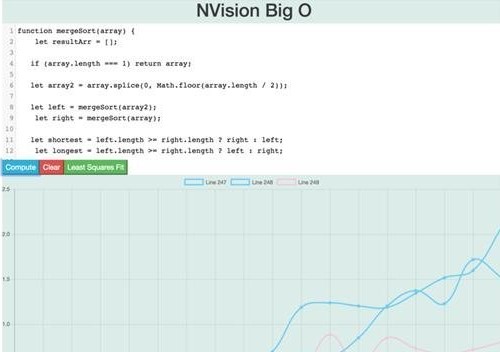 NVision Big O
1 function mergeSort(array) {
2 let resultArr = [];
3
4 if (array.length === 1) return array;
5
6 let array2 = array.splice(0, Math.floor(array.length / 2));
7
8 let left = mergeSort(array2);
9 let right = mergeSort(array);
10
11 let shortest = left.length >= right.length ? right : left;
12 let longest = left.length >= right.length ? left : right;
Compute Clear Least Squares Fit
Line 247 Line 248 Line 249
2.5
2.0
1.5
1.0